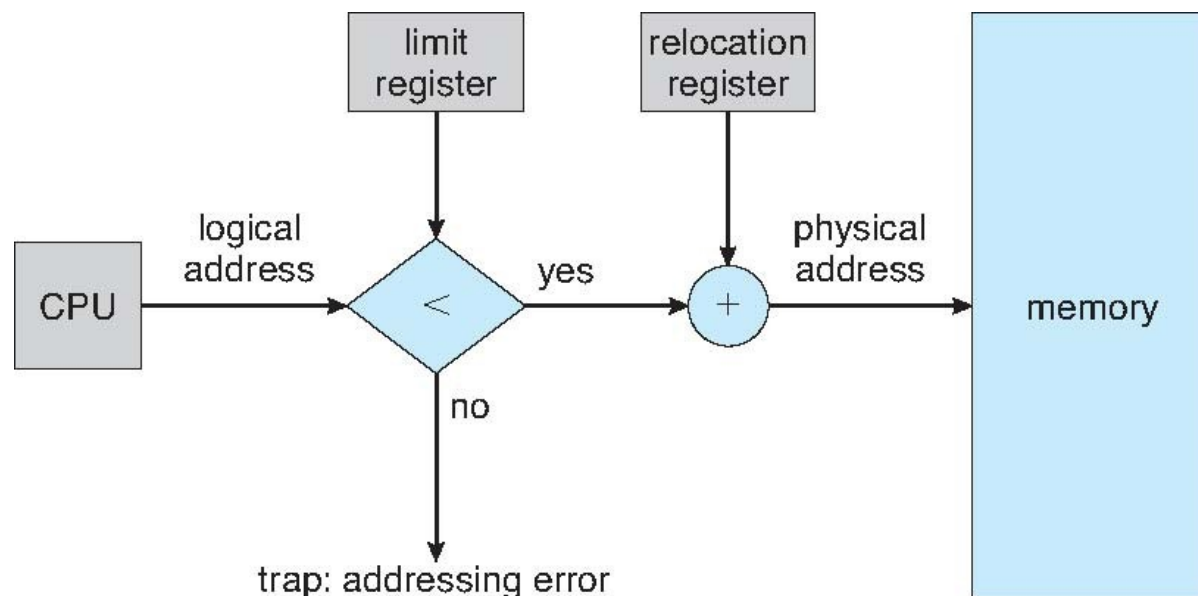 limit
register
relocation
register
logical
address
physical
address
CPU
<
yes
+
memory
no
trap: addressing error